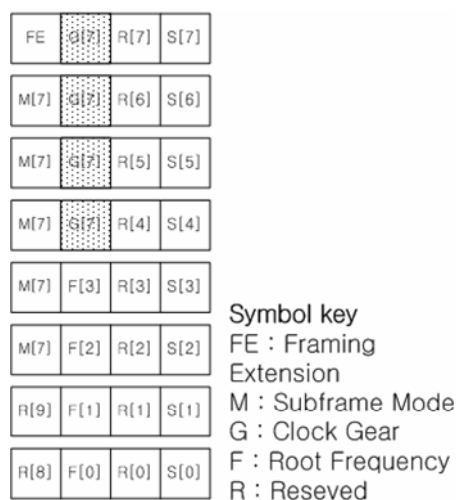 FE G[7] R[7] S[7]
M[7] G[7] R[6] S[6]
M[7] G[7] R[5] S[5]
M[7] G[7] R[4] S[4]
M[7] F[3] R[3] S[3]
M[7] F[2] R[2] S[2]
R[9] F[1] R[1] S[1]
R[8] F[0] R[0] S[0]
Symbol key
FE : Framing
Extension
M : Subframe Mode
G : Clock Gear
F : Root Frequency
R : Reseved